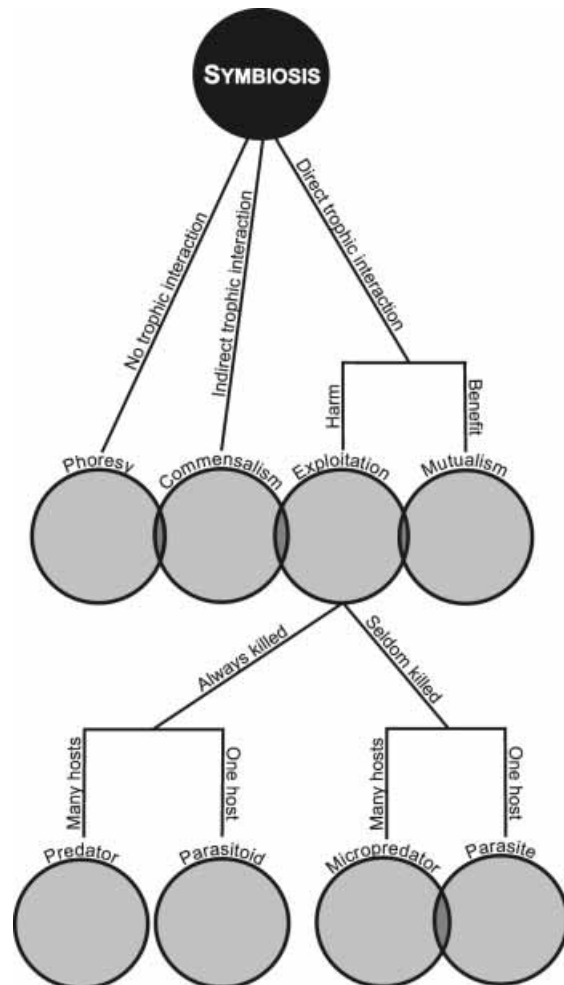 SYMBIOSIS
No trophic interaction
Indirect trophic interaction
Direct trophic interaction
Harm
Benefit
Phoresy
Commensalism
Exploitation
Mutualism
Always killed
Seldom killed
Many hosts
One host
Many hosts
One host
Predator
Parasitoid
Micropredator
Parasite